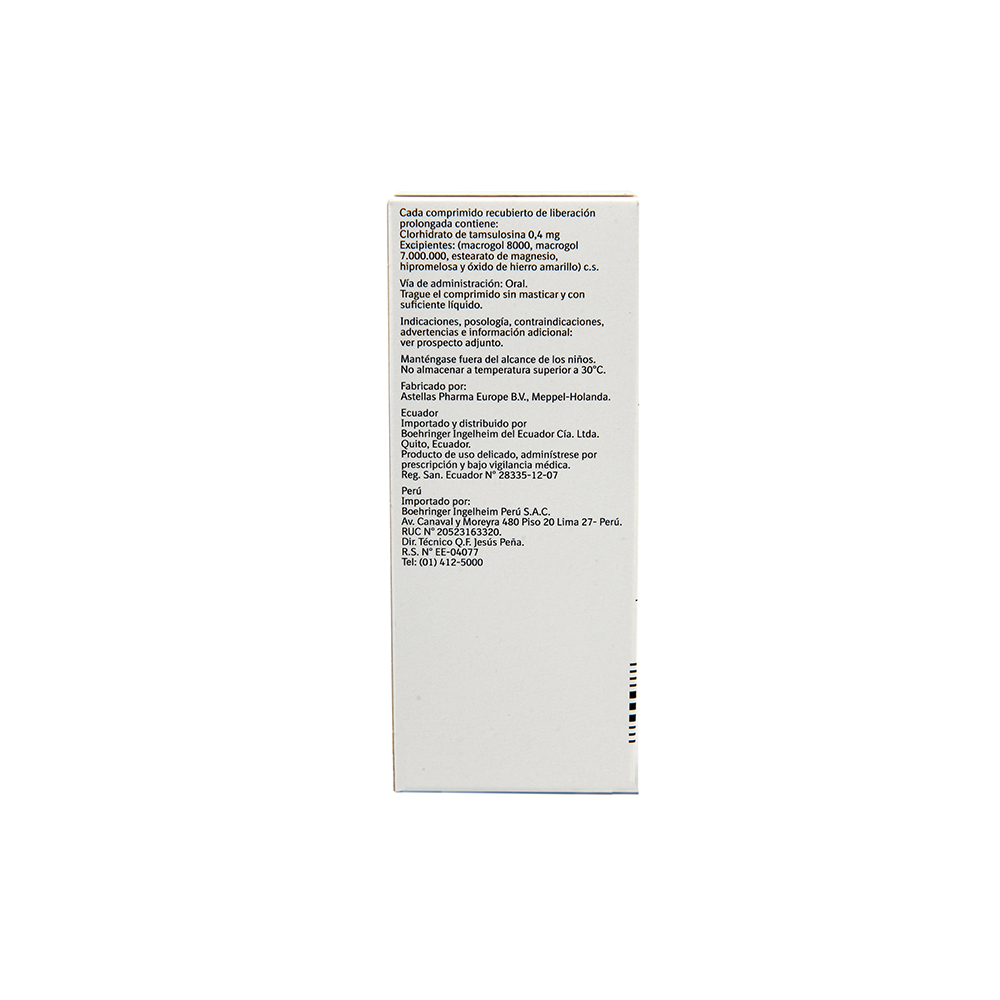 Cada comprimido recubierto de liberación
prolongada contiene:
Clorhidrato de tamsulosina 0,4 mg
Excipientes: (macrogol 8000, macrogol
7.000.000, estearato de magnesio,
hipromelosa y óxido de hierro amarillo) c.s.
Vía de administración: Oral.
Trague el comprimido sin masticar y con
suficiente líquido.
Indicaciones, posología, contraindicaciones,
advertencias e información adicional:
ver prospecto adjunto.
Manténgase fuera del alcance de los niños.
No almacenar a temperatura superior a 30°C.
Fabricado por:
Astellas Pharma Europe B.V., Meppel-Holanda.
Ecuador
Importado y distribuido por
Boehringer Ingelheim del Ecuador Cía. Ltda.
Quito, Ecuador.
Producto de uso delicado, adminístrese por
prescripción y bajo vigilancia médica.
Reg. San. Ecuador N° 28335-12-07
Perú
Importado por:
Boehringer Ingelheim Perú S.A.C.
Av. Canaval y Moreyra 480 Piso 20 Lima 27- Perú.
RUC N° 20523163320.
Dir. Técnico Q.F. Jesús Peña.
R.S. N° EE-04077
Tel: (01) 412-5000